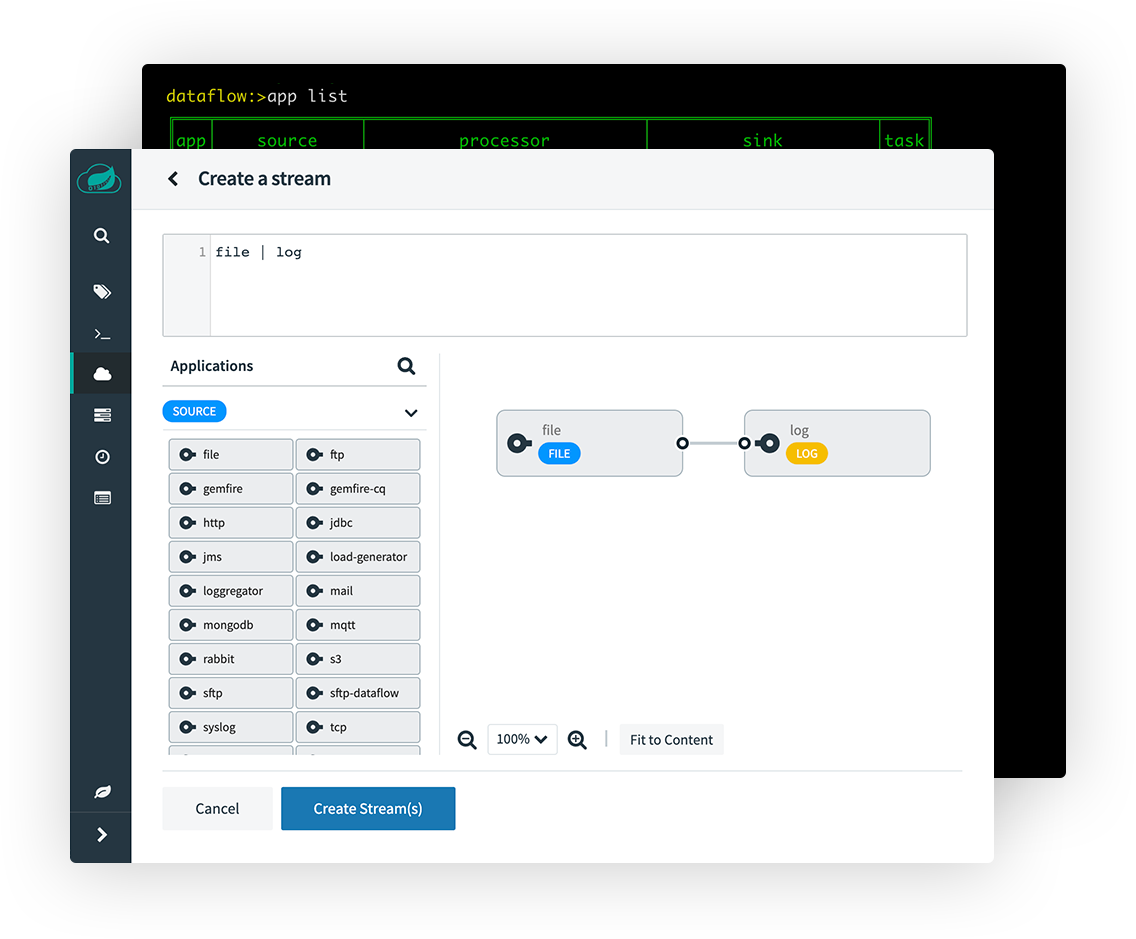 dataflow:>app list
app source processor sink task
Create a stream
1 file | log
Applications
SOURCE
file ftp
gemfire gemfire-cq
http jdbc
jms load-generator
loggregator mail
mongodb mqtt
rabbit s3
sftp sftp-dataflow
syslog tcp
file
FILE
log
LOG
100% | Fit to Content
Cancel Create Stream(s)